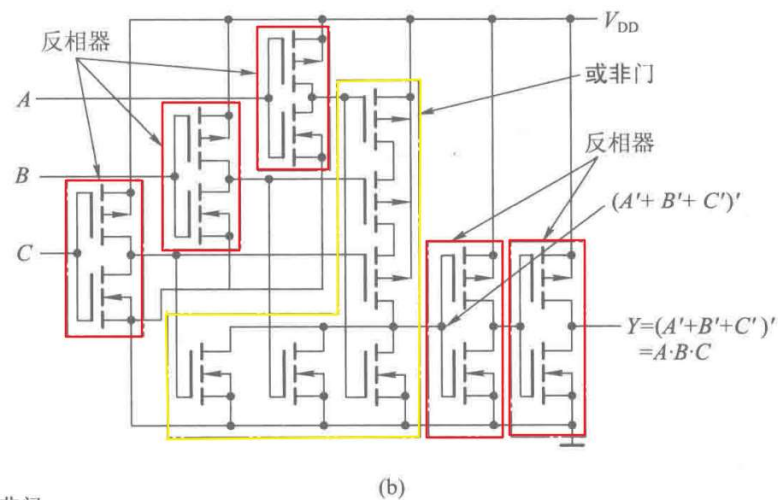 V_DD
反相器
A
或非门
反相器
B
(A'+ B'+ C')'
C
Y=(A'+B'+C')'
=A·B·C
(b)